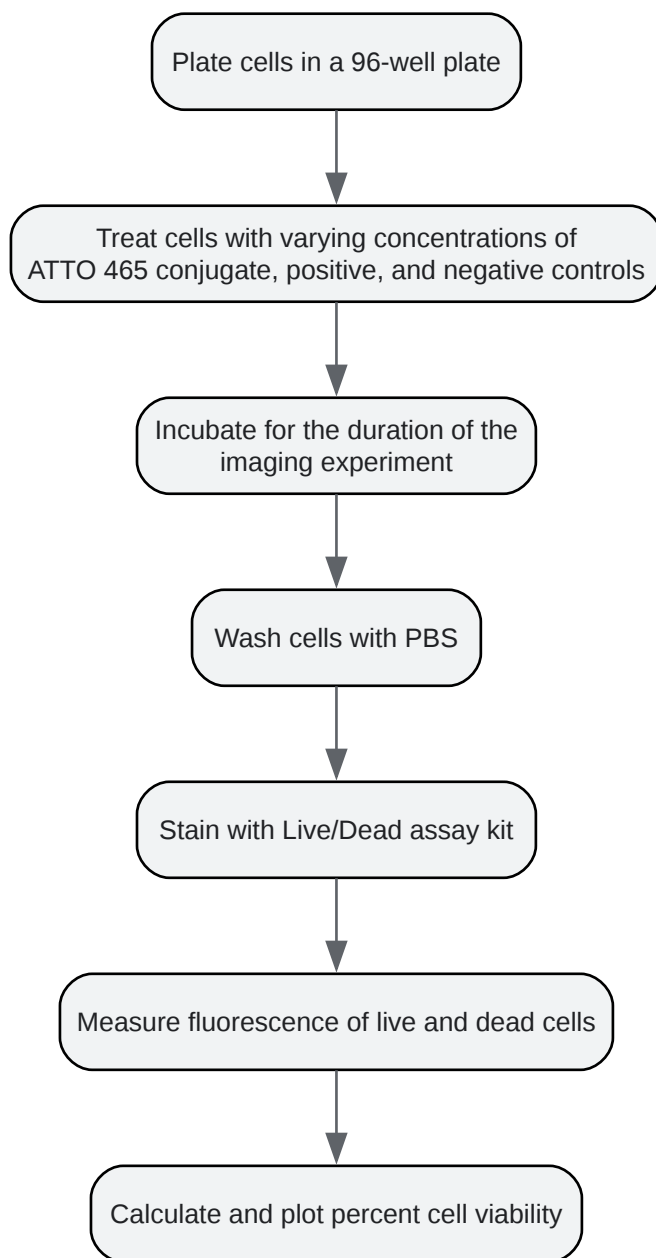 Plate cells in a 96-well plate
Treat cells with varying concentrations of
ATTO 465 conjugate, positive, and negative controls
Incubate for the duration of the
imaging experiment
Wash cells with PBS
Stain with Live/Dead assay kit
Measure fluorescence of live and dead cells
Calculate and plot percent cell viability